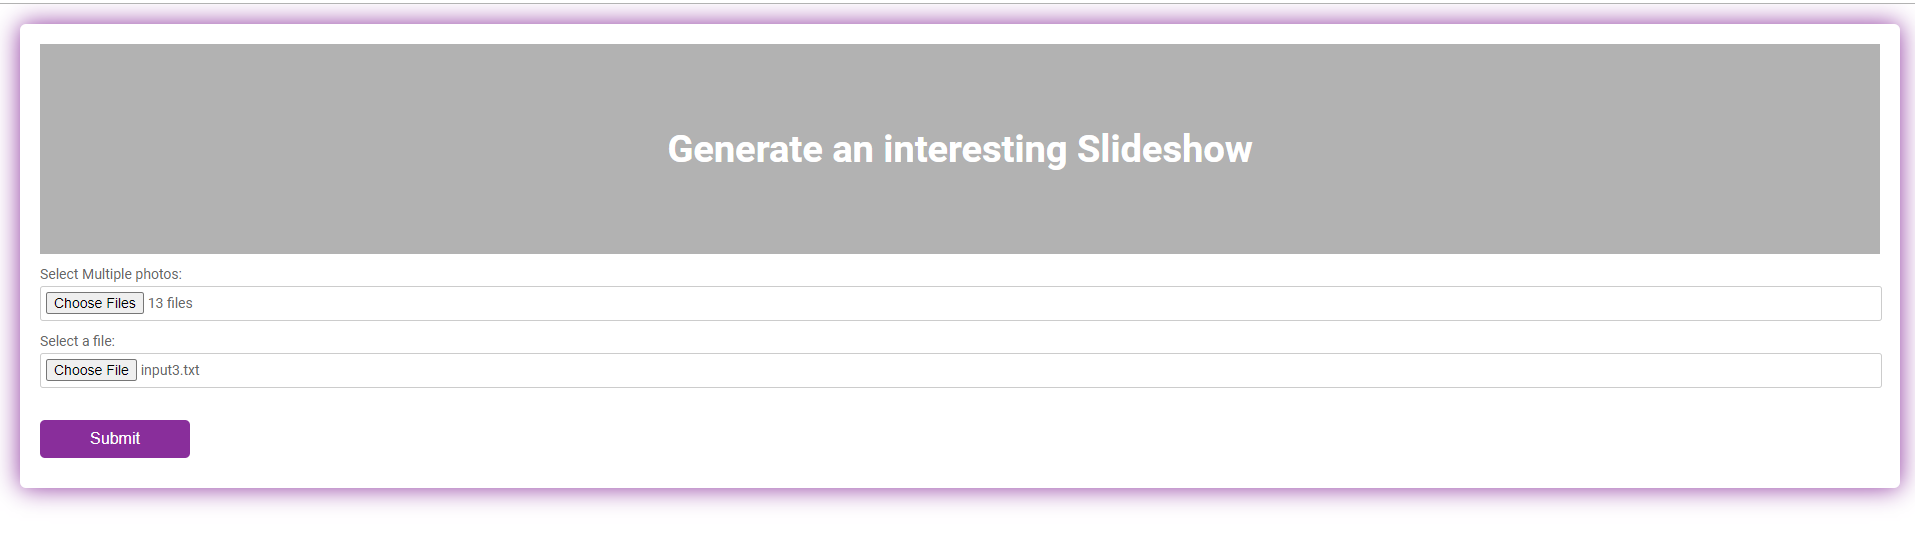 Generate an interesting Slideshow
Select Multiple photos:
Choose Files 13 files
Select a file:
Choose File input3.txt
Submit